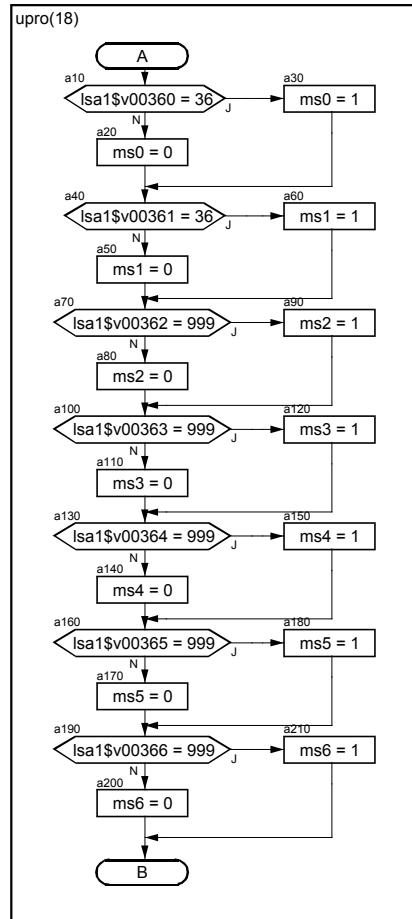 upro(18)
A
a10
lsa1$v00360 = 36
J
N
a30
ms0 = 1
a20
ms0 = 0
a40
lsa1$v00361 = 36
J
N
a60
ms1 = 1
a50
ms1 = 0
a70
lsa1$v00362 = 999
J
N
a90
ms2 = 1
a80
ms2 = 0
a100
lsa1$v00363 = 999
J
N
a120
ms3 = 1
a110
ms3 = 0
a130
lsa1$v00364 = 999
J
N
a150
ms4 = 1
a140
ms4 = 0
a160
lsa1$v00365 = 999
J
N
a180
ms5 = 1
a170
ms5 = 0
a190
lsa1$v00366 = 999
J
N
a210
ms6 = 1
a200
ms6 = 0
B